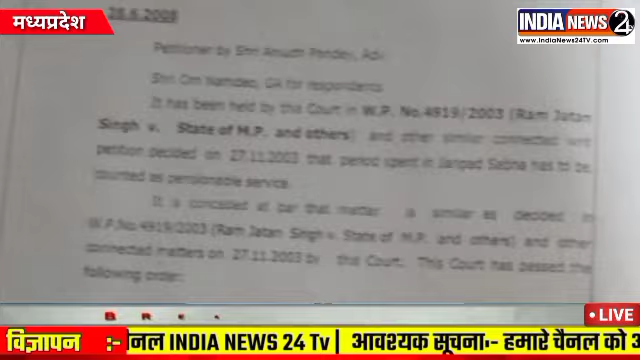 मध्यप्रदेश
INDIA NEWS 24
www.IndiaNews24TV.com
28.6.2005
Petitioner by Shri Pandey, Adv.
Shri Om Namdeo, GA for respondents.
It has been held by this Court in W.P. No.4919/2003 (Ram Jatan
Singh v. State of M.P. and others) and other similar connected writ
petition decided on 27.11.2003 that period spent in Janpad Sabha has to be
counted as pensionable service.
It is conceded at bar that matter is similar as decided in
W.P.No.4919/2003 (Ram Jatan Singh v. State of M.P. and others) and other
connected matters on 27.11.2003 by this Court. This Court has passed the
following order:
LIVE
विज्ञापन :- नल INDIA NEWS 24 Tv | आवश्यक सूचना:- हमारे चैनल को